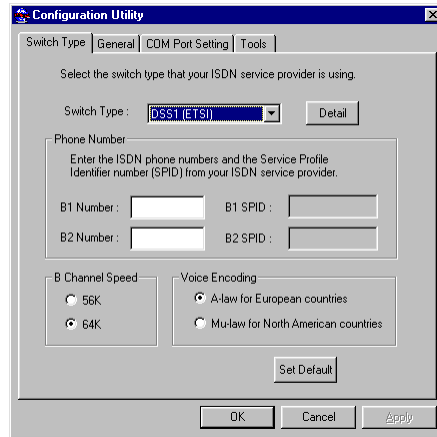 Configuration Utility
Switch Type General COM Port Setting Tools
Select the switch type that your ISDN service provider is using.
Switch Type : DSS1 (ETSI) Detail
Phone Number
Enter the ISDN phone numbers and the Service Profile
Identifier number (SPID) from your ISDN service provider.
B1 Number : B1 SPID :
B2 Number : B2 SPID :
B Channel Speed Voice Encoding
56K A-law for European countries
64K Mu-law for North American countries
Set Default
OK Cancel Apply